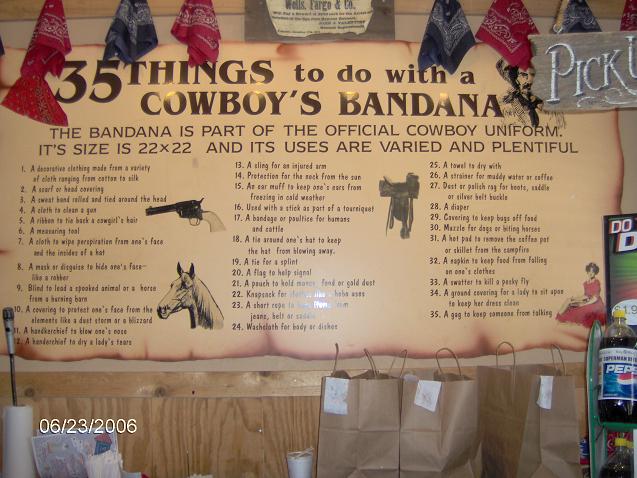 Wells, Fargo & Co.
35 THINGS to do with a
COWBOY'S BANDANA
PICK U
THE BANDANA IS PART OF THE OFFICIAL COWBOY UNIFORM.
IT'S SIZE IS 22x22 AND ITS USES ARE VARIED AND PLENTIFUL
1. A decorative clothing made from a variety
of cloth ranging from cotton to silk
2. A scarf or head covering
3. A sweat band rolled and tied around the head
4. A cloth to clean a gun
5. A ribbon to tie back a cowgirl's hair
6. A measuring tool
7. A cloth to wipe perspiration from one's face
and the insides of a hat
8. A mask or disguise to hide one's face—
like a robber
9. Blind to lead a spooked animal or a horse
from a burning barn
10. A covering to protect one's face from the
elements like a dust storm or a blizzard
11. A handkerchief to blow one's nose
12. A handerchief to dry a lady's tears
13. A sling for an injured arm
14. Protection for the neck from the sun
15. An ear muff to keep one's ears from
freezing in cold weather
16. Used with a stick as part of a tourniquet
17. A bandage or poultice for humans
and cattle
18. A tie around one's hat to keep
the hat from blowing away.
19. A tie for a splint
20. A flag to help signal
21. A pouch to hold money, food or gold dust
22. Knapsack for clothes like a hobo uses
23. A short rope to
jeans, belt or saddle
24. Washcloth for body or dishes
25. A towel to dry with
26. A strainer for muddy water or coffee
27. Dust or polish rag for boots, saddle
or silver belt buckle
28. A diaper
29. Covering to keep bugs off food
30. Muzzle for dogs or biting horses
31. A hot pad to remove the coffee pot
or skillet from the campfire
32. A napkin to keep food from falling
on one's clothes
33. A swatter to kill a pesky fly
34. A ground covering for a lady to sit upon
to keep her dress clean
35. A gag to keep someone from talking
DO
D
SUPERMAN
PEPS
06/23/2006